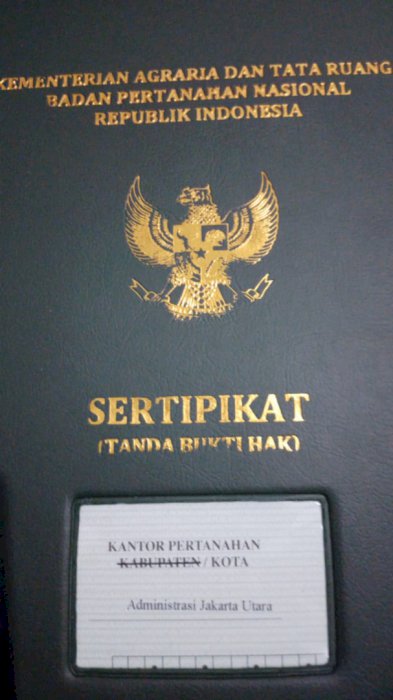 KEMENTERIAN AGRARIA DAN TATA RUANG
BADAN PERTANAHAN NASIONAL
REPUBLIK INDONESIA
SERTIPIKAT
(TANDA BUKTI HAK)
KANTOR PERTANAHAN
KABUPATEN / KOTA
Administrasi Jakarta Utara